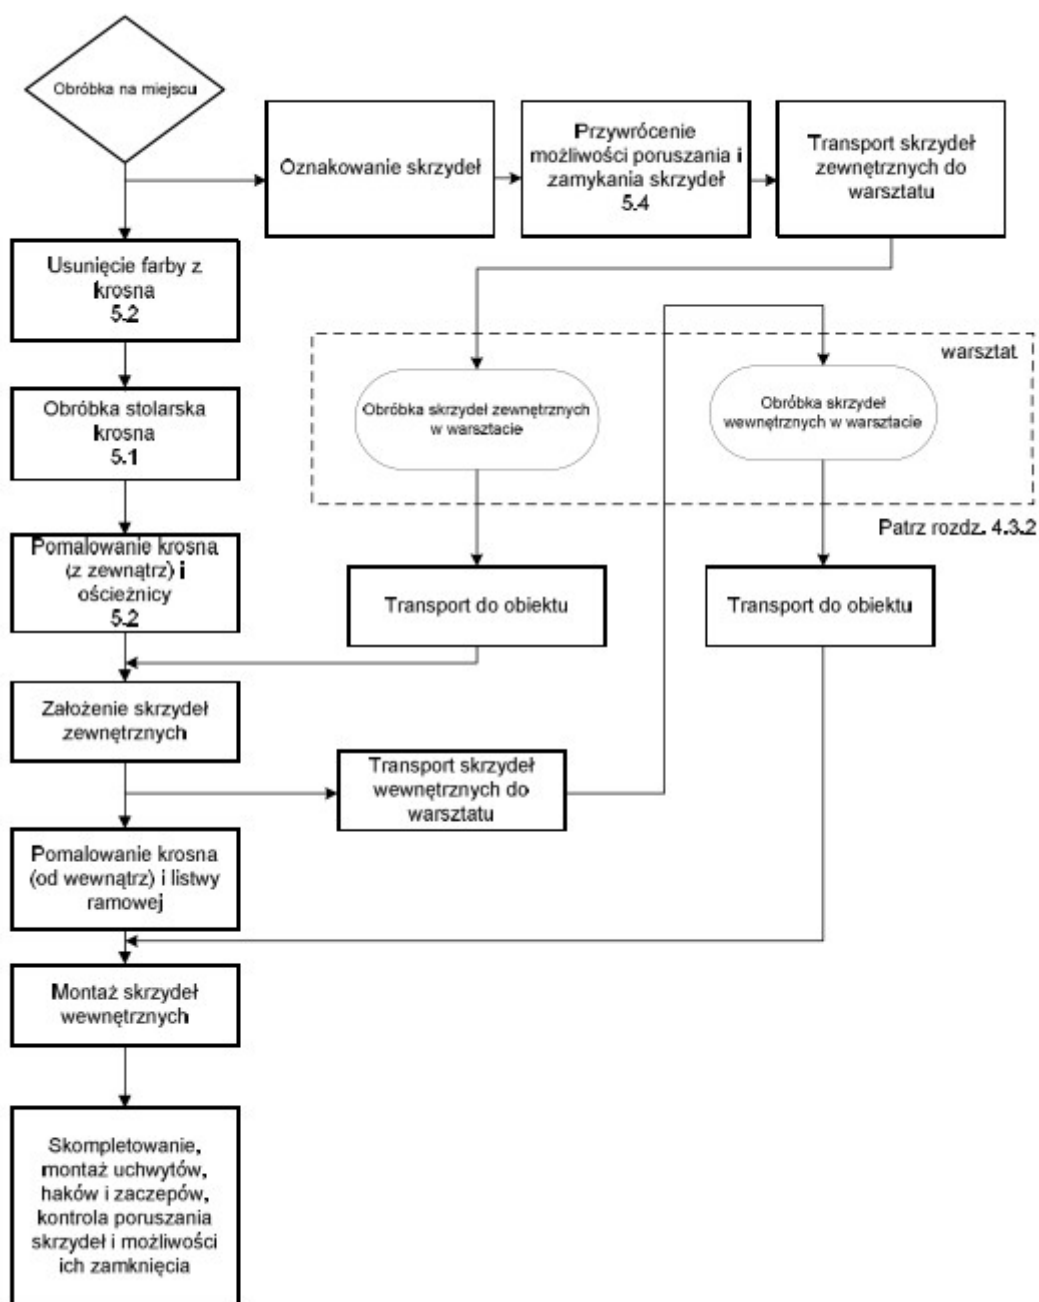 Obróbka na miejscu
Oznakowanie skrzydeł
Przywrócenie
możliwości poruszania i
zamykania skrzydeł
5.4
Transport skrzydeł
zewnętrznych do
warsztatu
Usunięcie farby z
krosna
5.2
warsztat
Obróbka skrzydeł zewnętrznych
w warsztacie
Obróbka skrzydeł
wewnętrznych w warsztacie
Obróbka stolarska
krosna
5.1
Patrz rozdz. 4.3.2
Pomalowanie krosna
(z zewnątrz) i
ościeżnicy
5.2
Transport do obiektu
Transport do obiektu
Założenie skrzydeł
zewnętrznych
Transport skrzydeł
wewnętrznych do
warsztatu
Pomalowanie krosna
(od wewnątrz) i listwy
ramowej
Montaż skrzydeł
wewnętrznych
Skompletowanie,
montaż uchwytów,
haków i zaczepów,
kontrola poruszania
skrzydeł i możliwości
ich zamknięcia